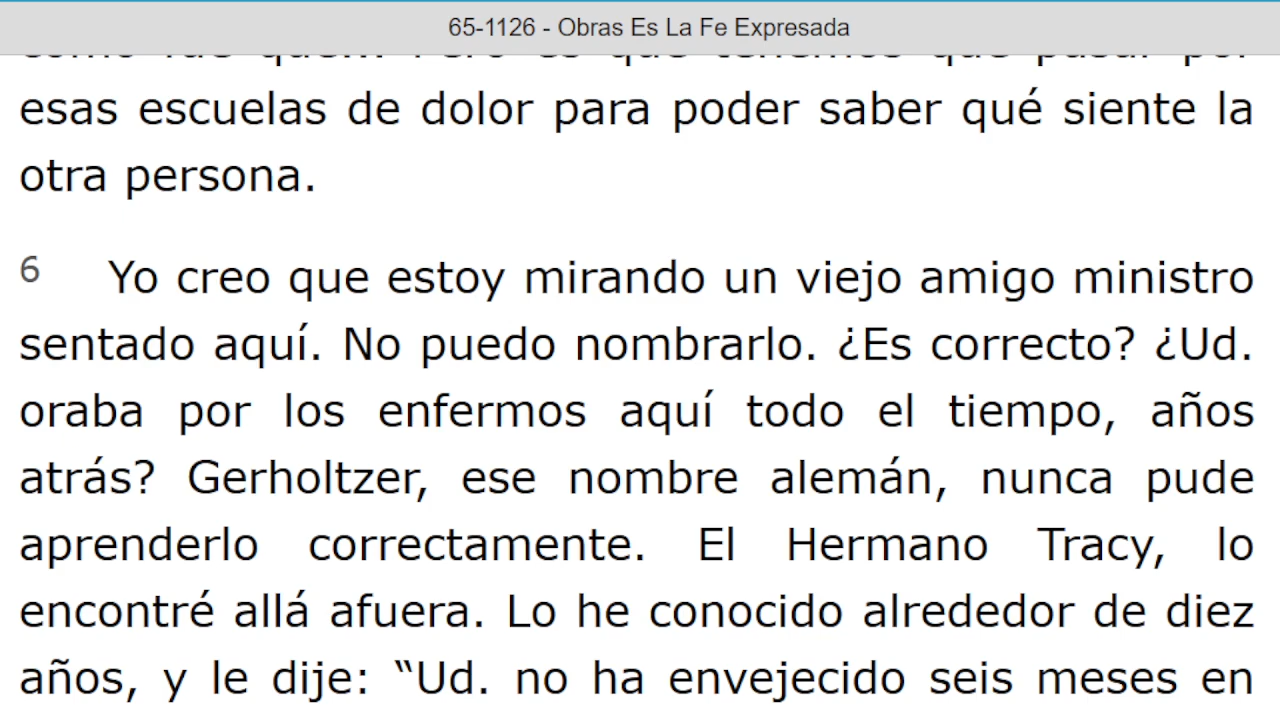 65-1126 - Obras Es La Fe Expresada
esas escuelas de dolor para poder saber qué siente la
otra persona.
6 Yo creo que estoy mirando un viejo amigo ministro
sentado aquí. No puedo nombrarlo. ¿Es correcto? ¿Ud.
oraba por los enfermos aquí todo el tiempo, años
atrás? Gerholtzer, ese nombre alemán, nunca pude
aprenderlo correctamente. El Hermano Tracy, lo
encontré allá afuera. Lo he conocido alrededor de diez
años, y le dije: “Ud. no ha envejecido seis meses en